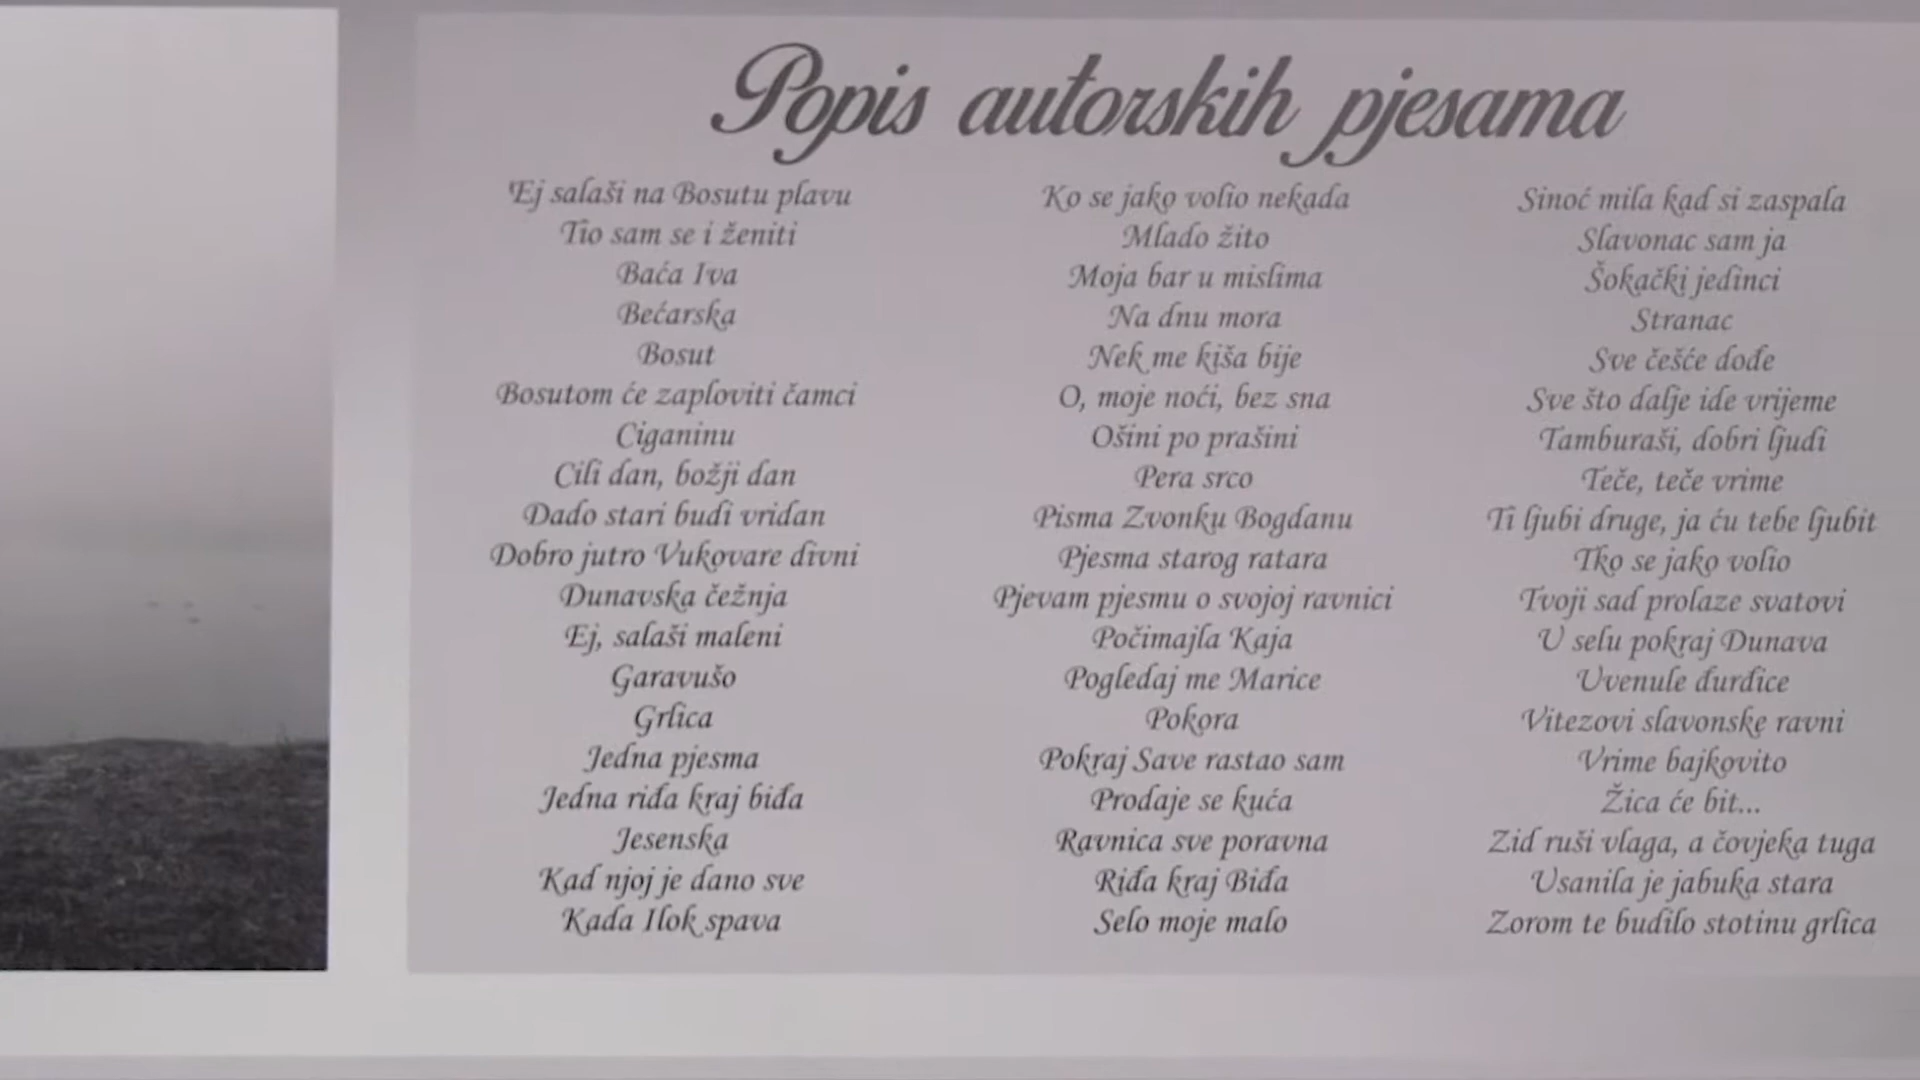 Popis autorskih pjesama
Ej salaši na Bosutu plavu
Tio sam se i ženiti
Baća Iva
Bećarska
Bosut
Bosutom će zaploviti čamci
Ciganinu
Cili dan, božji dan
Dado stari budi vridan
Dobro jutro Vukovare divni
Dunavska čežnja
Ej, salaši maleni
Garavušo
Grlica
Jedna pjesma
Jedna riđa kraj biđa
Jesenska
Kad njoj je dano sve
Kada Ilok spava
Ko se jako volio nekada
Mlado žito
Moja bar u mislima
Na dnu mora
Nek me kiša bije
O, moje noći, bez sna
Ošini po prašini
Pera srco
Pisma Zvonku Bogdanu
Pjesma starog ratara
Pjevam pjesmu o svojoj ravnici
Počimajla Kaja
Pogledaj me Marice
Pokora
Pokraj Save rastao sam
Prodaje se kuća
Ravnica sve poravna
Riđa kraj Biđa
Selo moje malo
Sinoć mila kad si zaspala
Slavonac sam ja
Šokački jedinci
Stranac
Sve češće dođe
Sve što dalje ide vrijeme
Tamburaši, dobri ljudi
Teče, teče vrime
Ti ljubi druge, ja ću tebe ljubit
Tko se jako volio
Tvoji sad prolaze svatovi
U selu pokraj Dunava
Uvenule đurđice
Vitezovi slavonske ravni
Vrime bajkovito
Žica će bit...
Zid ruši vlaga, a čovjeka tuga
Usanila je jabuka stara
Zorom te budilo stotinu grlica